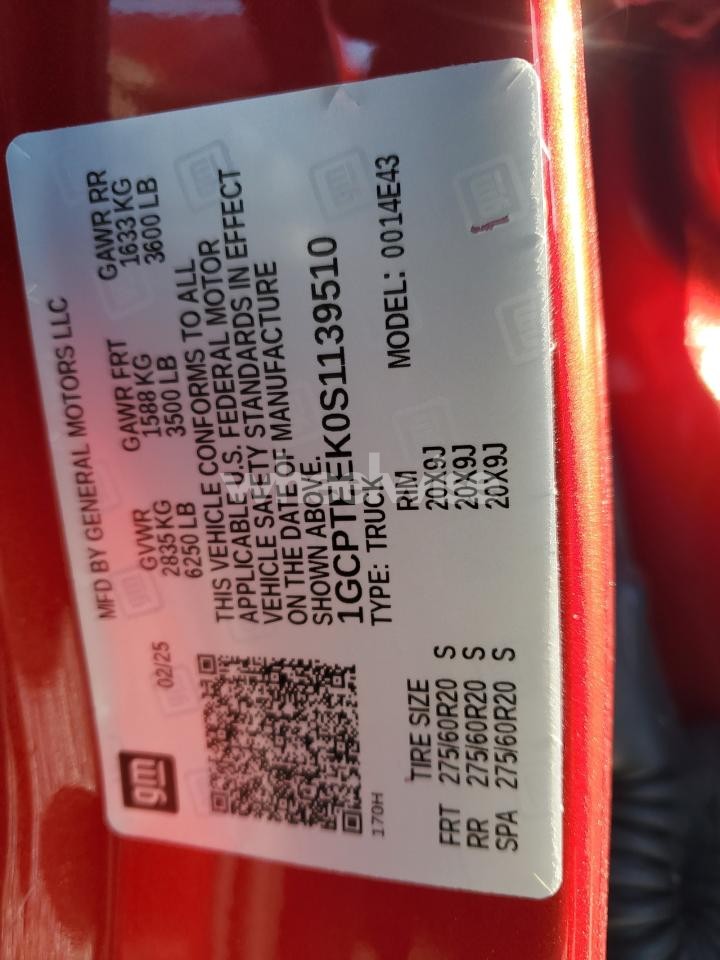 gm
02/25
MFD BY GENERAL MOTORS LLC
GVWR GAWR FRT GAWR RR
2835 KG 1588 KG 1633 KG
6250 LB 3500 LB 3600 LB
THIS VEHICLE CONFORMS TO ALL
APPLICABLE U.S. FEDERAL MOTOR
VEHICLE SAFETY STANDARDS IN EFFECT
ON THE DATE OF MANUFACTURE
SHOWN ABOVE.
1GCPTEEK0S1139510
TYPE: TRUCK MODEL: 0014E43
170H
TIRE SIZE RIM
FRT 275/60R20 S 20X9J
RR 275/60R20 S 20X9J
SPA 275/60R20 S 20X9J
1